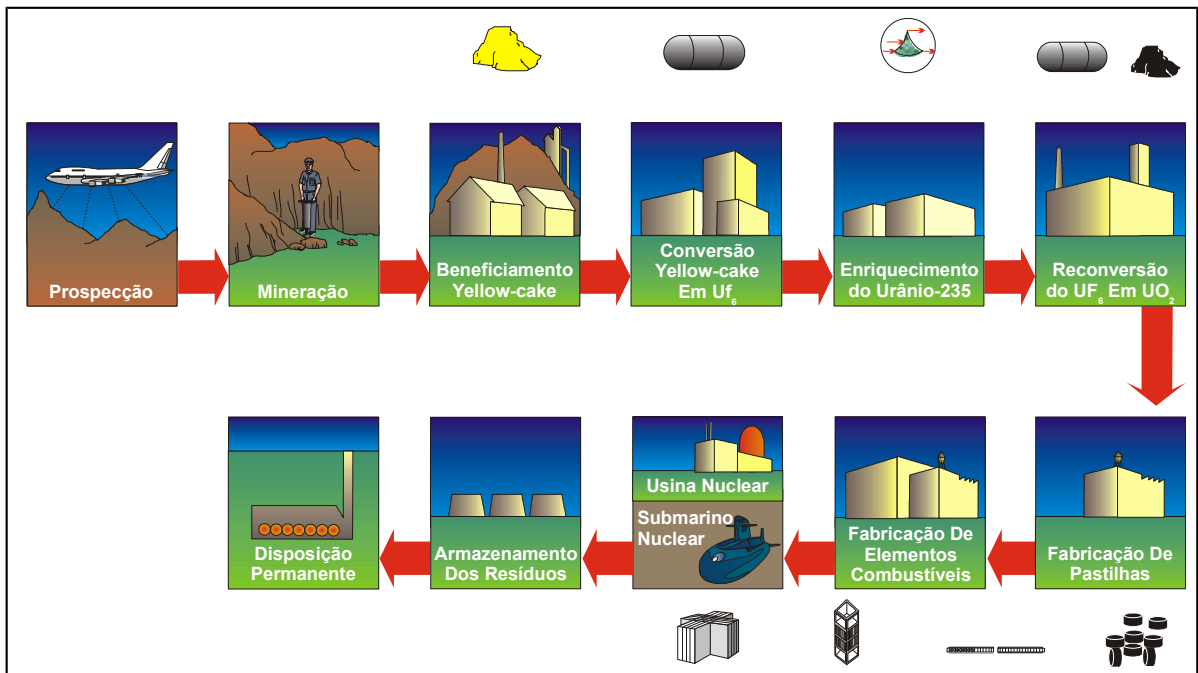 Prospecção
Mineração
Beneficiamento
Yellow-cake
Conversão
Yellow-cake
Em Uf₆
Enriquecimento
do Urânio-235
Reconversão
do UF₆ Em UO₂
Disposição
Permanente
Armazenamento
Dos Resíduos
Usina Nuclear
Submarino
Nuclear
Fabricação De
Elementos
Combustíveis
Fabricação De
Pastilhas